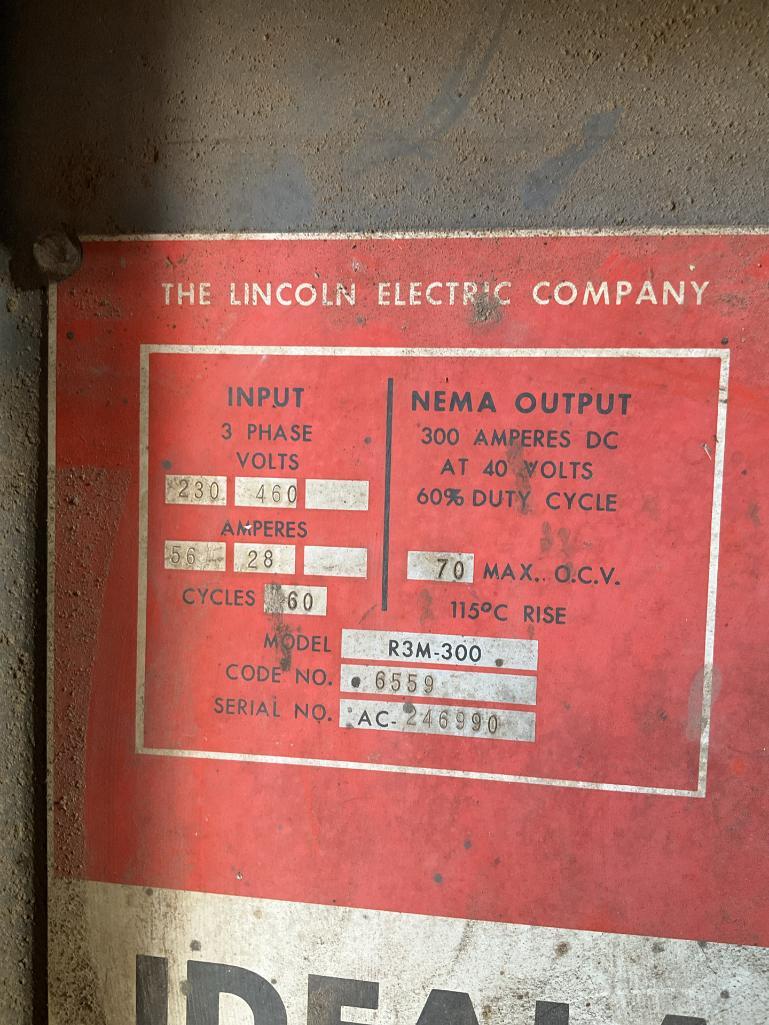 THE LINCOLN ELECTRIC COMPANY
INPUT
3 PHASE
VOLTS
230 460
AMPERES
56 28
CYCLES 60
NEMA OUTPUT
300 AMPERES DC
AT 40 VOLTS
60% DUTY CYCLE
70 MAX. O.C.V.
115°C RISE
MODEL R3M-300
CODE NO. 6559
SERIAL NO. AC-246990
IDEALA